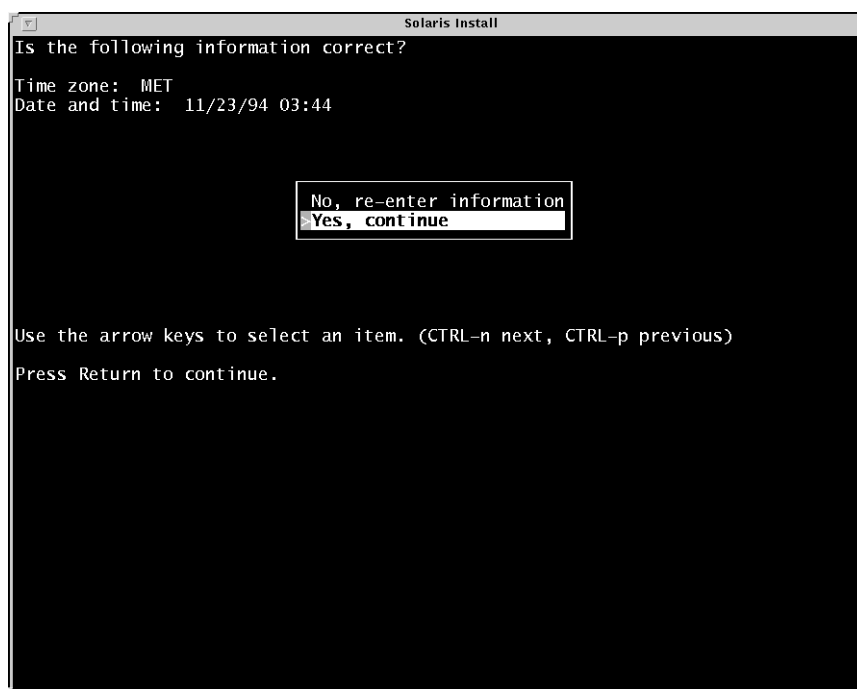 Solaris Install
Is the following information correct?
Time zone:  MET
Date and time:  11/23/94 03:44
No, re-enter information
>Yes, continue
Use the arrow keys to select an item. (CTRL-n next, CTRL-p previous)
Press Return to continue.